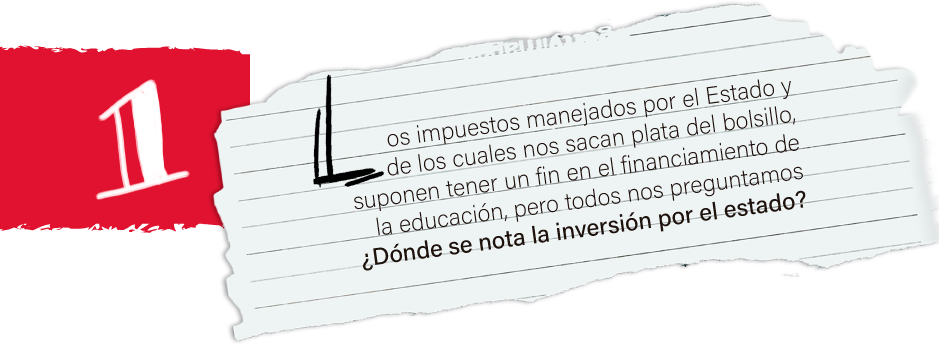 1
Los impuestos manejados por el Estado y
de los cuales nos sacan plata del bolsillo,
suponen tener un fin en el financiamiento de
la educación, pero todos nos preguntamos
¿Dónde se nota la inversión por el estado?